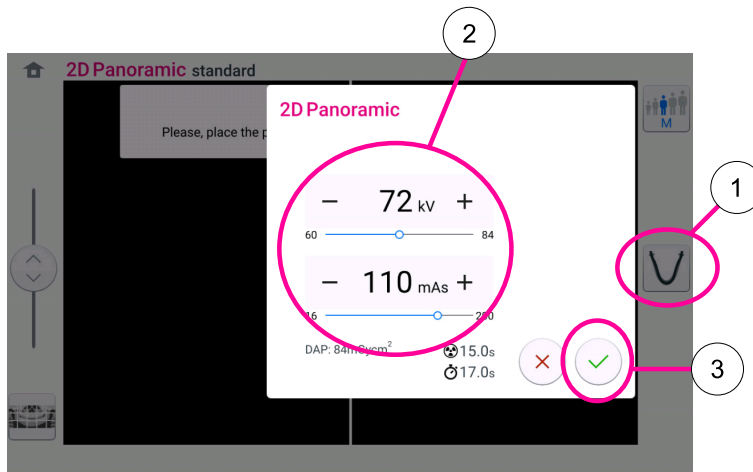 2
2D Panoramic standard
M
2D Panoramic
Please, place the p
1
− 72 kV +
60 84
− 110 mAs +
16 200
DAP: 84mGycm²
15.0s
17.0s
3